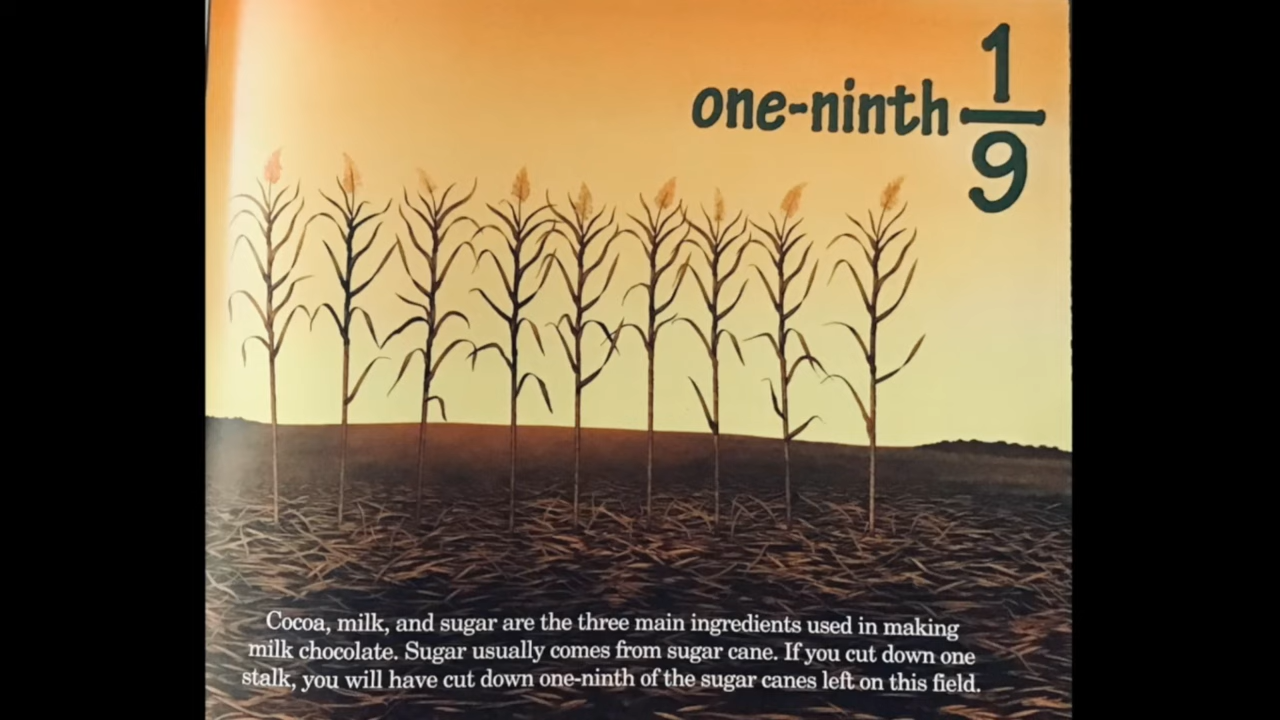 one-ninth 1/9
Cocoa, milk, and sugar are the three main ingredients used in making
milk chocolate. Sugar usually comes from sugar cane. If you cut down one
stalk, you will have cut down one-ninth of the sugar canes left on this field.